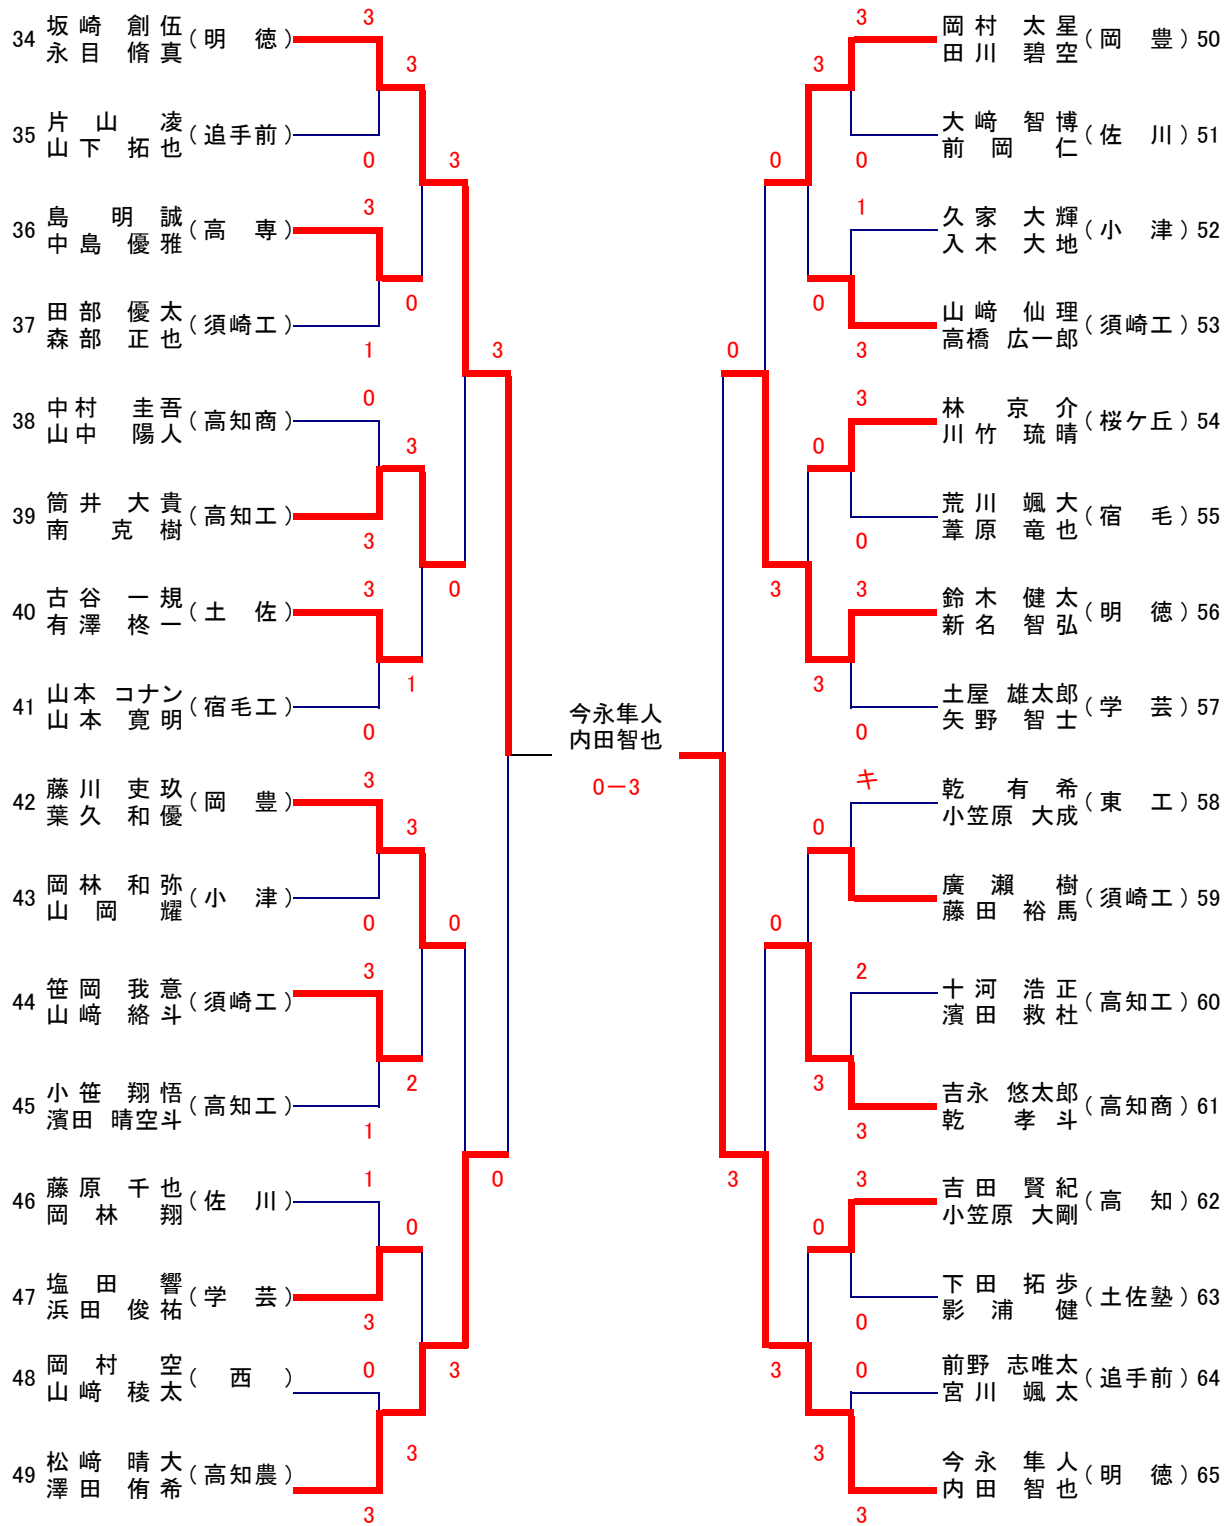 34 坂崎 創伍 永目 脩真 (明 徳) 3
3
35 片山 凌 山下 拓也 (追手前) 0
3
36 島 明誠 中島 優雅 (高 専) 3
0
37 田部 優太 森部 正也 (須崎工) 1
3
38 中村 圭吾 山中 陽人 (高知商) 0
3
39 筒井 大貴 南 克樹 (高知工) 3
0
40 古谷 一規 有澤 柊一 (土 佐) 3
1
41 山本 コナン 山本 寛明 (宿毛工) 0
42 藤川 吏玖 葉久 和優 (岡 豊) 3
3
43 岡林 和弥 山岡 耀 (小 津) 0
0
44 笹岡 我意 山﨑 絡斗 (須崎工) 3
2
45 小笹 翔悟 濱田 晴空斗 (高知工) 1
0
46 藤原 千也 岡林 翔 (佐 川) 1
0
47 塩田 響 浜田 俊祐 (学 芸) 3
3
48 岡村 空 山﨑 稜太 (西) 0
3
49 松﨑 晴大 澤田 侑希 (高知農) 3
今永隼人
内田智也
0－3
3 岡村 太星 田川 碧空 (岡 豊) 50
3
0 大﨑 智博 前岡 仁 (佐 川) 51
0
1 久家 大輝 入木 大地 (小 津) 52
0
3 山﨑 仙理 高橋 広一郎 (須崎工) 53
0
3 林 京介 川竹 琉晴 (桜ケ丘) 54
0
0 荒川 颯大 葦原 竜也 (宿 毛) 55
3
3 鈴木 健太 新名 智弘 (明 徳) 56
3
0 土屋 雄太郎 矢野 智士 (学 芸) 57
キ 乾 有希 小笠原 大成 (東 工) 58
0
廣瀬 樹 藤田 裕馬 (須崎工) 59
0
2 十河 浩正 濱田 救杜 (高知工) 60
3
3 吉永 悠太郎 乾 孝斗 (高知商) 61
3
3 吉田 賢紀 小笠原 大剛 (高 知) 62
0
0 下田 拓歩 影浦 健 (土佐塾) 63
3
0 前野 志唯太 宮川 颯太 (追手前) 64
3
3 今永 隼人 内田 智也 (明 徳) 65